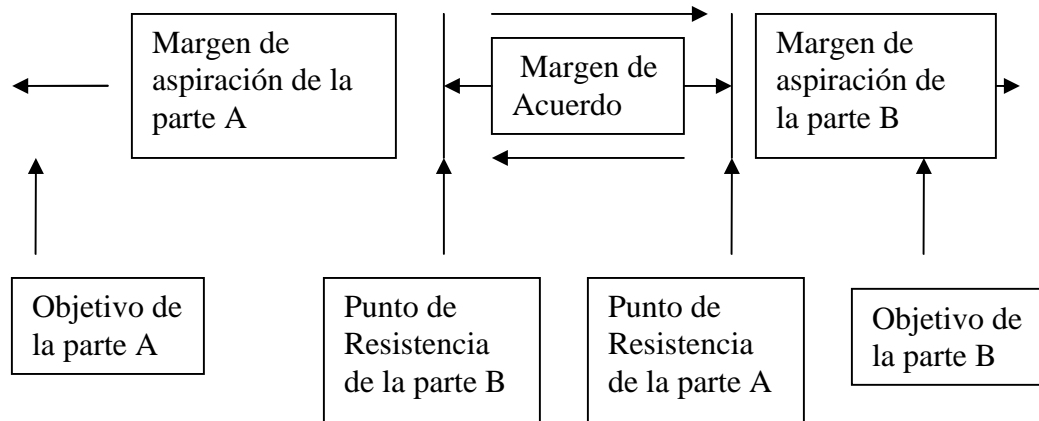 Margen de
aspiración de la
parte A
Margen de
Acuerdo
Margen de
aspiración de
la parte B
Objetivo de
la parte A
Punto de
Resistencia
de la parte B
Punto de
Resistencia
de la parte A
Objetivo de
la parte B